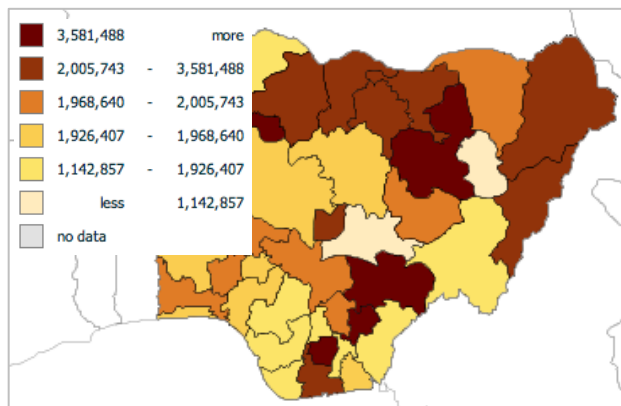 3,581,488 more
2,005,743 - 3,581,488
1,968,640 - 2,005,743
1,926,407 - 1,968,640
1,142,857 - 1,926,407
less 1,142,857
no data